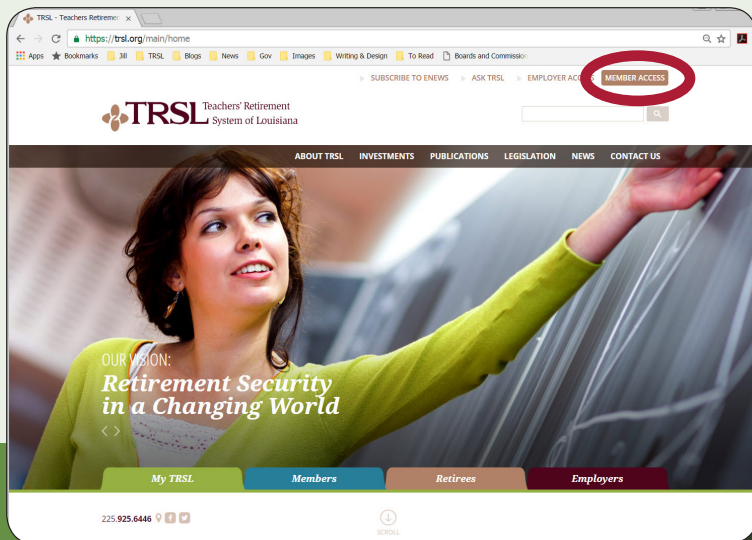 TRSL - Teachers Retiremen
https://trsl.org/main/home
Apps Bookmarks Jill TRSL Blogs News Gov Images Writing & Design To Read Boards and Commission
SUBSCRIBE TO ENEWS ASK TRSL EMPLOYER ACCESS MEMBER ACCESS
TRSL Teachers' Retirement
System of Louisiana
ABOUT TRSL INVESTMENTS PUBLICATIONS LEGISLATION NEWS CONTACT US
OUR VISION:
Retirement Security
in a Changing World
My TRSL Members Retirees Employers
225.925.6446
SCROLL